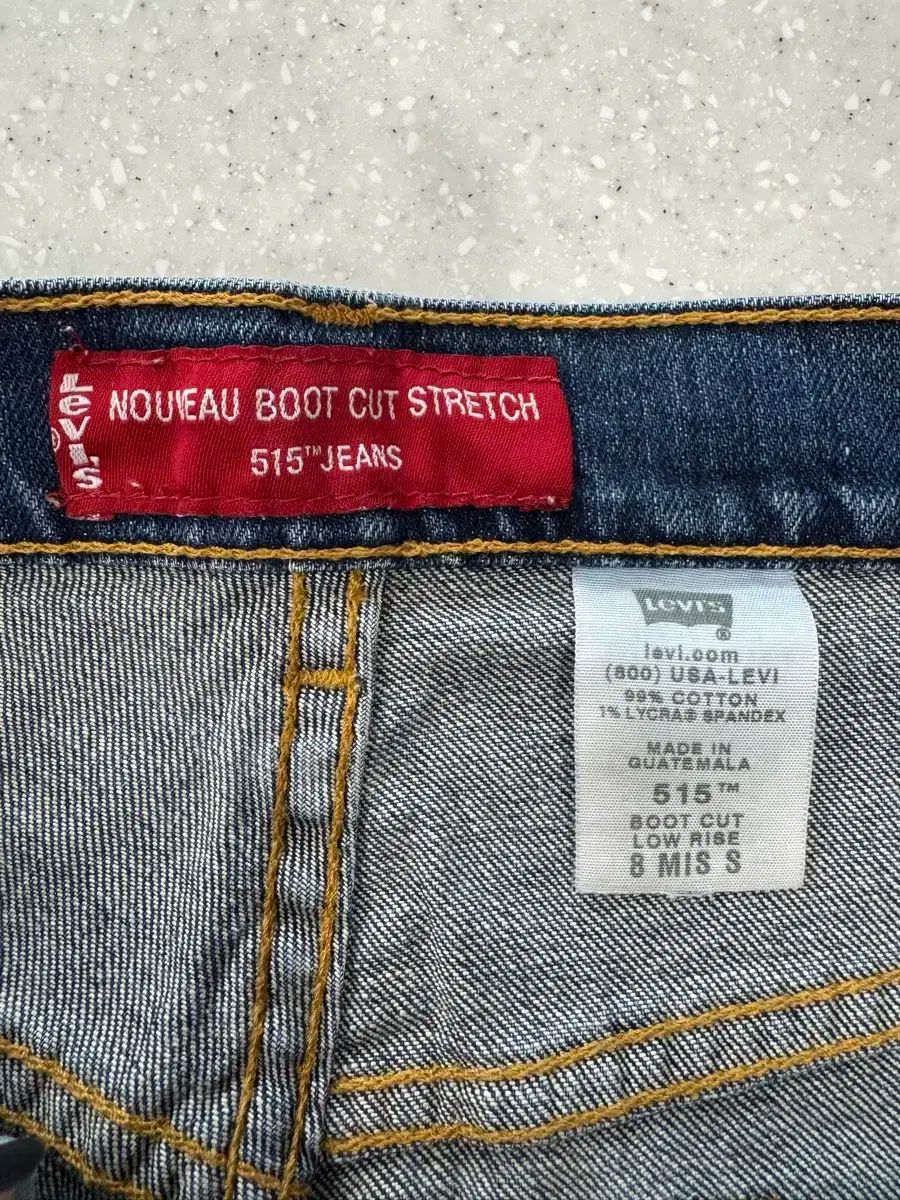 Levi's
®
NOUVEAU BOOT CUT STRETCH
515™ JEANS
LEVI'S
®
levi.com
(800) USA-LEVI
99% COTTON
1% LYCRA® SPANDEX
MADE IN
GUATEMALA
515™
BOOT CUT
LOW RISE
8 MIS S